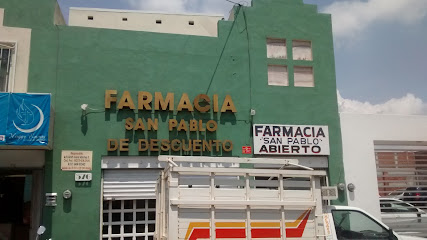 FARMACIA
SAN PABLO
DE DESCUENTO
FARMACIA
"SAN PABLO"
ABIERTO